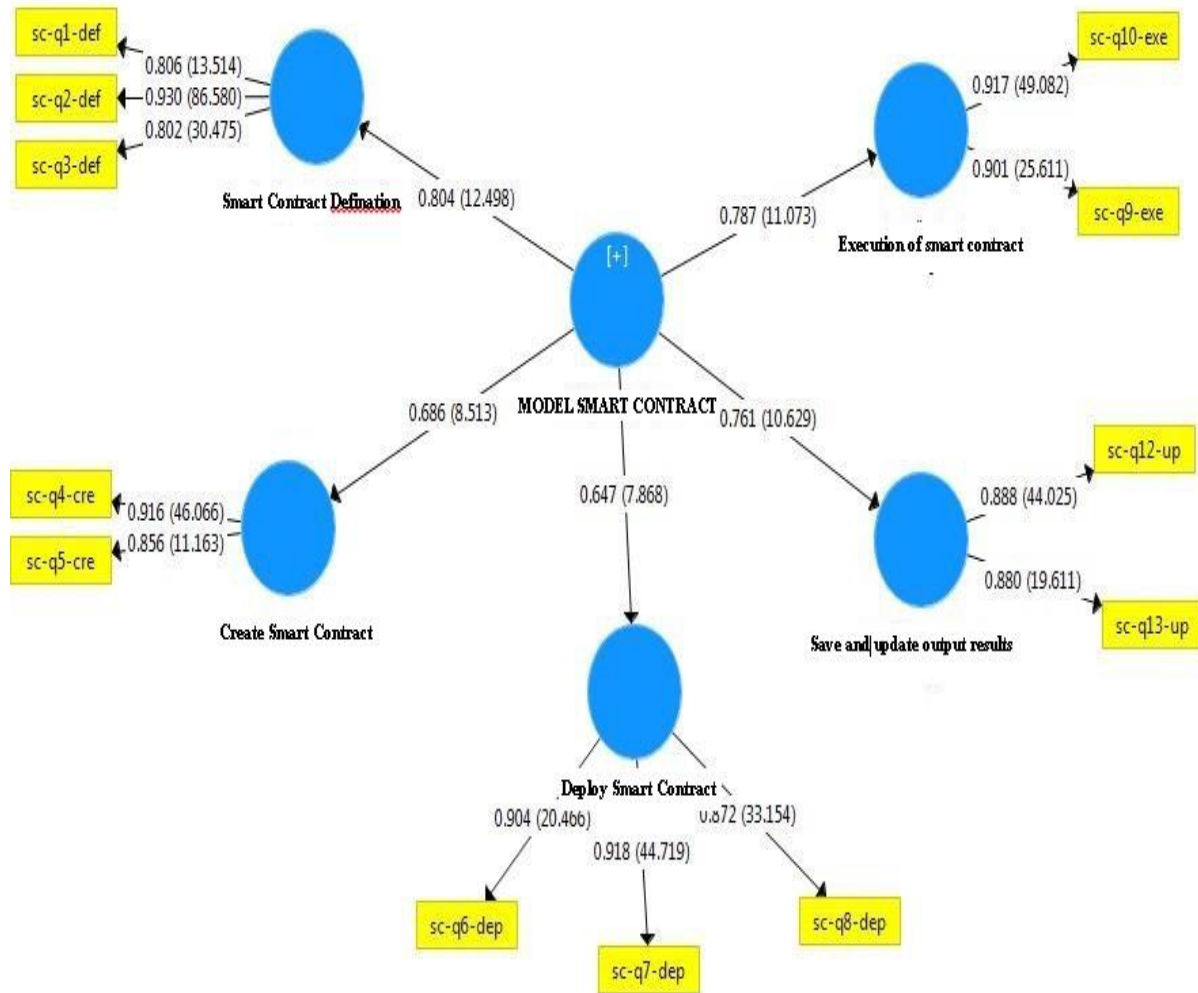 sc-q1-def
0.806 (13.514)
sc-q2-def
0.930 (86.580)
sc-q3-def
0.802 (30.475)
Smart Contract Defination
0.804 (12.498)
sc-q10-exe
0.917 (49.082)
0.901 (25.611)
sc-q9-exe
0.787 (11.073)
Execution of smart contract
[+]
MODEL SMART CONTRACT
0.686 (8.513)
0.761 (10.629)
0.647 (7.868)
sc-q4-cre
0.916 (46.066)
sc-q5-cre
0.856 (11.163)
Create Smart Contract
sc-q12-up
0.888 (44.025)
0.880 (19.611)
sc-q13-up
Save and update output results
Deploy Smart Contract
0.904 (20.466)
0.872 (33.154)
0.918 (44.719)
sc-q6-dep
sc-q8-dep
sc-q7-dep